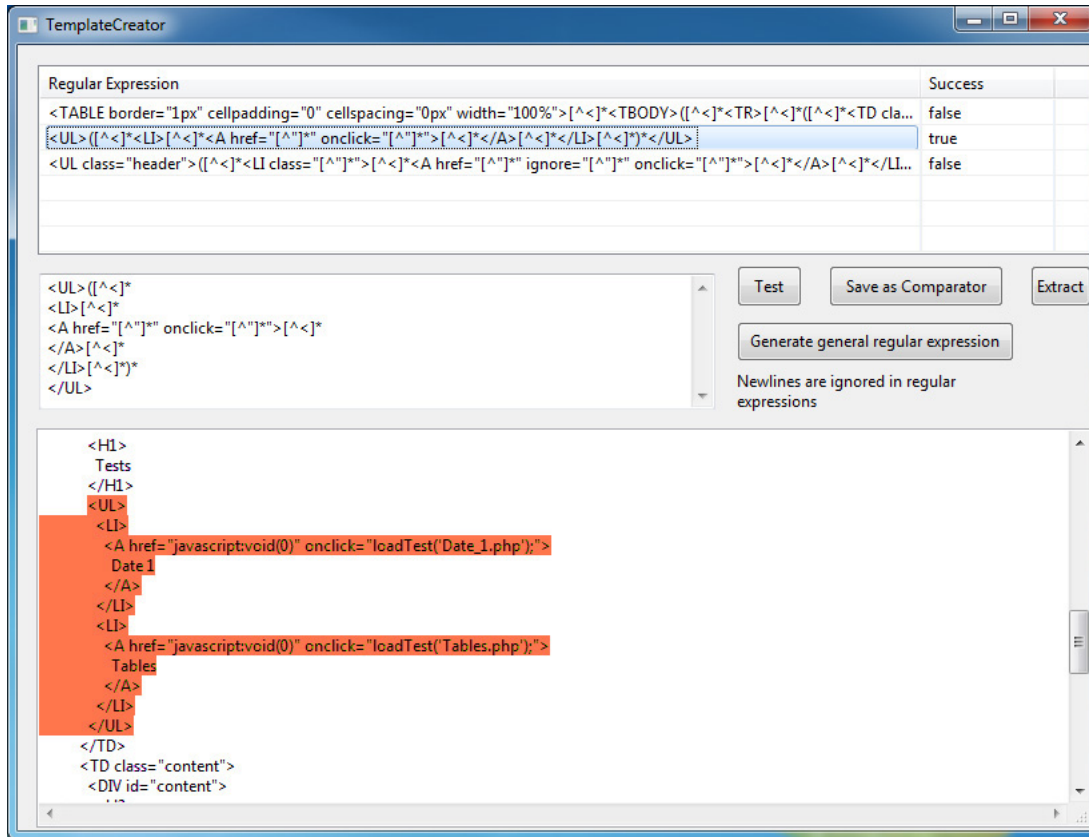 TemplateCreator
Regular Expression Success
<TABLE border="1px" cellpadding="0" cellspacing="0px" width="100%">[^<]*<TBODY>([^<]*<TR>[^<]*([^<]*<TD cla... false
<UL>([^<]*<LI>[^<]*<A href="[^"]*" onclick="[^"]*">[^<]*</A>[^<]*</LI>[^<]*)*</UL> true
<UL class="header">([^<]*<LI class="[^"]*">[^<]*<A href="[^"]*" ignore="[^"]*" onclick="[^"]*">[^<]*</A>[^<]*</LI... false
<UL>([^<]*
<LI>[^<]*
<A href="[^"]*" onclick="[^"]*">[^<]*
</A>[^<]*
</LI>[^<]*)*
</UL>
Test Save as Comparator Extract
Generate general regular expression
Newlines are ignored in regular
expressions
<H1>
Tests
</H1>
<UL>
<LI>
<A href="javascript:void(0)" onclick="loadTest('Date_1.php');">
Date 1
</A>
</LI>
<LI>
<A href="javascript:void(0)" onclick="loadTest('Tables.php');">
Tables
</A>
</LI>
</UL>
</TD>
<TD class="content">
<DIV id="content">